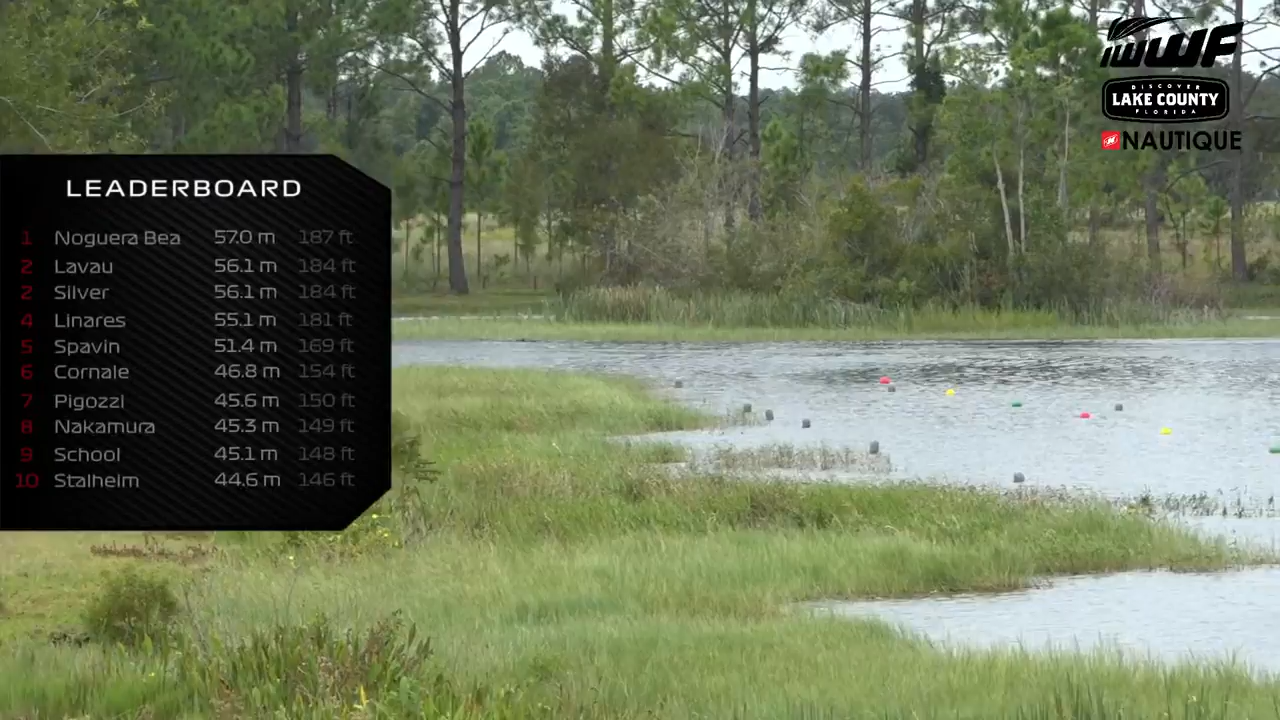 LEADERBOARD
1 Noguera Bea 57.0 m 187 ft
2 Lavau 56.1 m 184 ft
2 Silver 56.1 m 184 ft
4 Linares 55.1 m 181 ft
5 Spavin 51.4 m 169 ft
6 Cornale 46.8 m 154 ft
7 Pigozzi 45.6 m 150 ft
8 Nakamura 45.3 m 149 ft
9 School 45.1 m 148 ft
10 Stalheim 44.6 m 146 ft
IWWF
DISCOVER
LAKE COUNTY
FLORIDA
NAUTIQUE